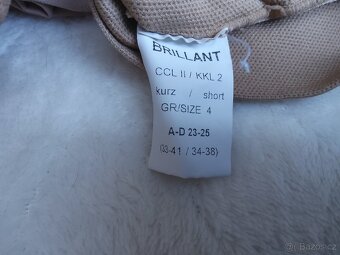 BRILLANT
CCL II / KKL 2
kurz / short
GR/SIZE 4
A-D 23-25
(33-41 / 34-38)
Bazos.cz